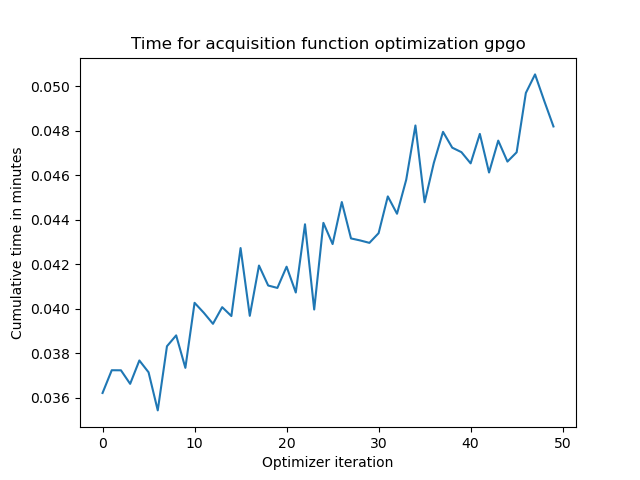 Time for acquisition function optimization gpgo
Cumulative time in minutes
0.050
0.048
0.046
0.044
0.042
0.040
0.038
0.036
0 10 20 30 40 50
Optimizer iteration